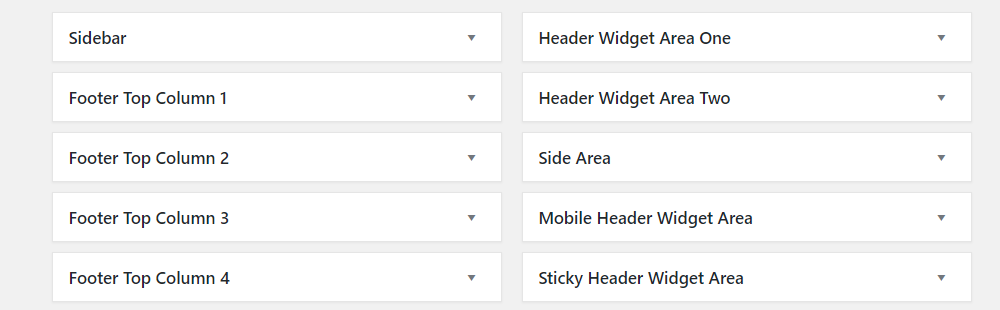 Sidebar
Footer Top Column 1
Footer Top Column 2
Footer Top Column 3
Footer Top Column 4
Header Widget Area One
Header Widget Area Two
Side Area
Mobile Header Widget Area
Sticky Header Widget Area